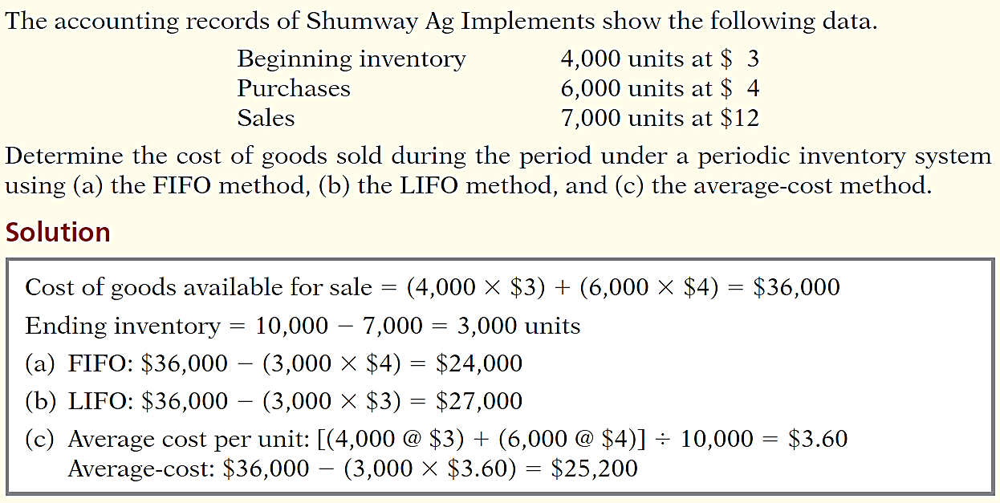 The accounting records of Shumway Ag Implements show the following data.
Beginning inventory 4,000 units at $ 3
Purchases 6,000 units at $ 4
Sales 7,000 units at $12
Determine the cost of goods sold during the period under a periodic inventory system
using (a) the FIFO method, (b) the LIFO method, and (c) the average-cost method.
Solution
Cost of goods available for sale = (4,000 × $3) + (6,000 × $4) = $36,000
Ending inventory = 10,000 − 7,000 = 3,000 units
(a) FIFO: $36,000 − (3,000 × $4) = $24,000
(b) LIFO: $36,000 − (3,000 × $3) = $27,000
(c) Average cost per unit: [(4,000 @ $3) + (6,000 @ $4)] ÷ 10,000 = $3.60
Average-cost: $36,000 − (3,000 × $3.60) = $25,200